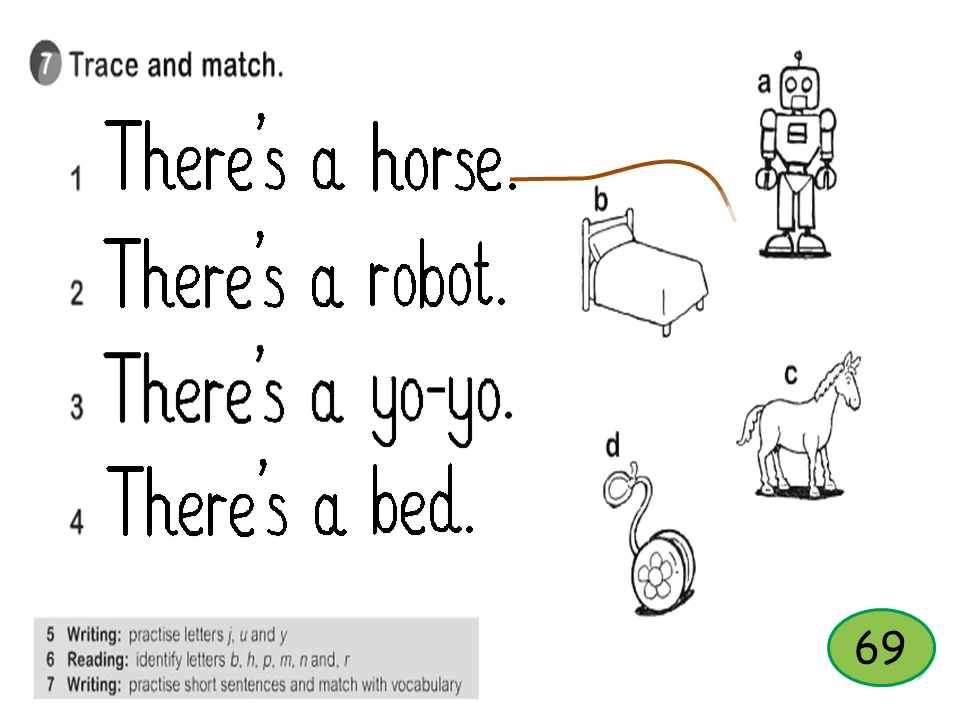 7 Trace and match.
a
1 There's a horse.
b
2 There's a robot.
c
3 There's a yo-yo.
d
4 There's a bed.
5 Writing: practise letters j, u and y
6 Reading: identify letters b, h, p, m, n and, r
7 Writing: practise short sentences and match with vocabulary
69